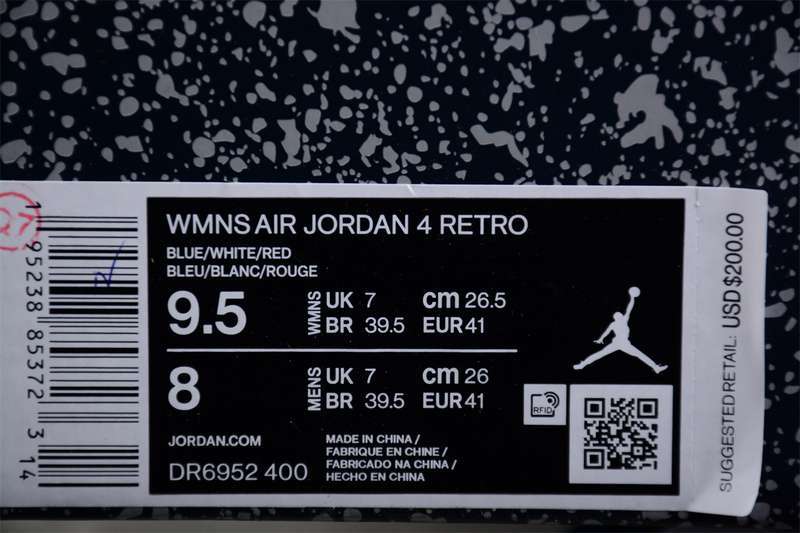 WMNS AIR JORDAN 4 RETRO
BLUE/WHITE/RED
BLEU/BLANC/ROUGE
9.5 WMNS UK 7 cm 26.5
BR 39.5 EUR 41
8 MENS UK 7 cm 26
BR 39.5 EUR 41
RFID
JORDAN.COM
DR6952 400
MADE IN CHINA /
FABRIQUE EN CHINE /
FABRICADO NA CHINA /
HECHO EN CHINA
SUGGESTED RETAIL: USD $200.00
1 95238 85372 3 14